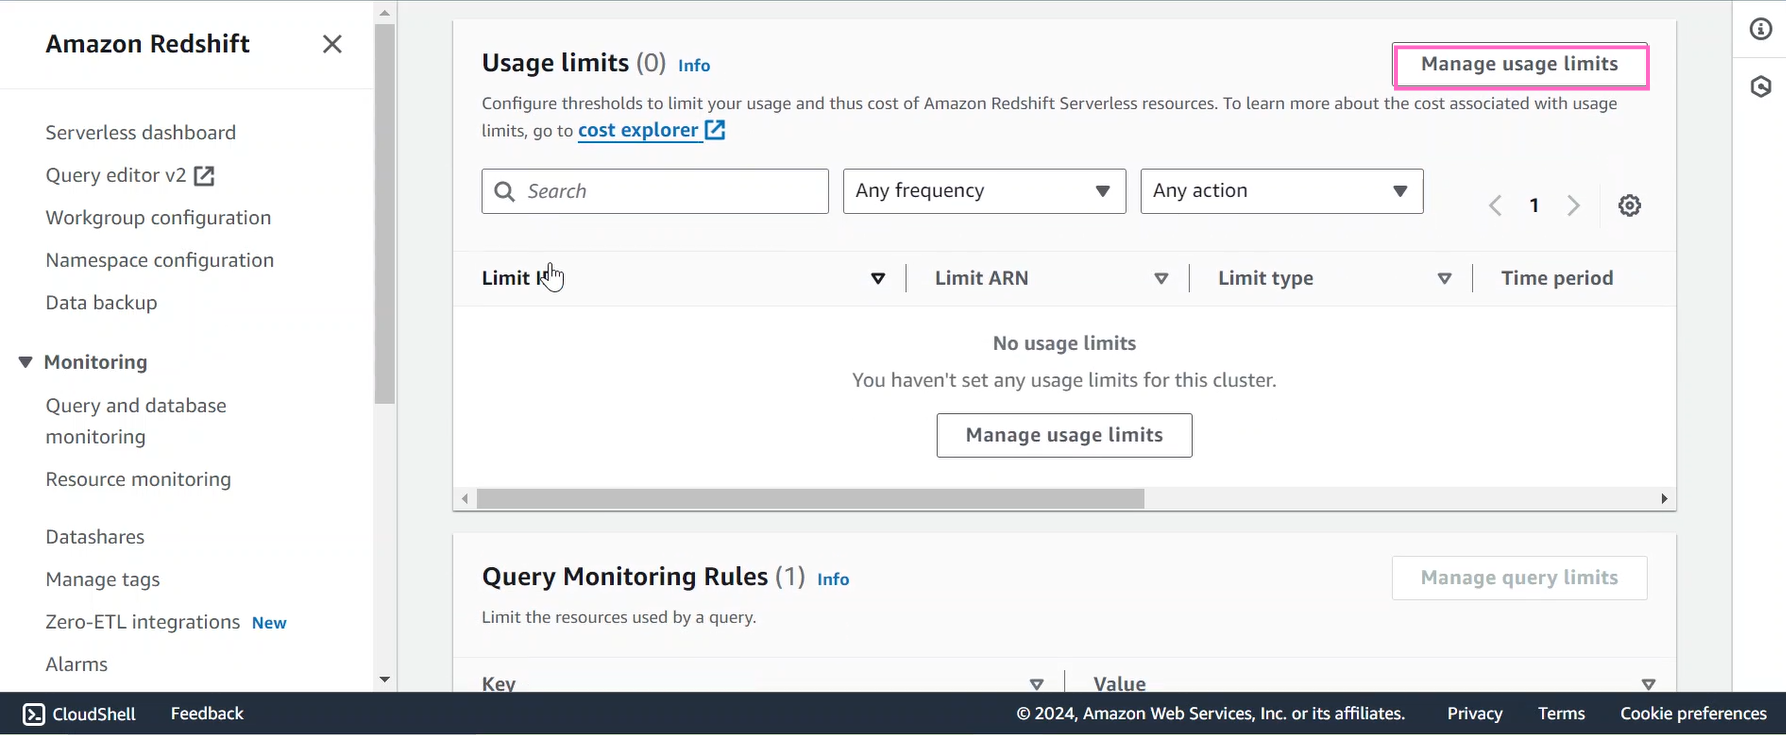 Amazon Redshift
Serverless dashboard
Query editor v2
Workgroup configuration
Namespace configuration
Data backup
Monitoring
Query and database
monitoring
Resource monitoring
Datashares
Manage tags
Zero-ETL integrations New
Alarms
Usage limits (0) Info
Manage usage limits
Configure thresholds to limit your usage and thus cost of Amazon Redshift Serverless resources. To learn more about the cost associated with usage
limits, go to cost explorer
Search
Any frequency
Any action
1
Limit
Limit ARN
Limit type
Time period
No usage limits
You haven't set any usage limits for this cluster.
Manage usage limits
Query Monitoring Rules (1) Info
Manage query limits
Limit the resources used by a query.
Key
Value
CloudShell
Feedback
© 2024, Amazon Web Services, Inc. or its affiliates.
Privacy
Terms
Cookie preferences